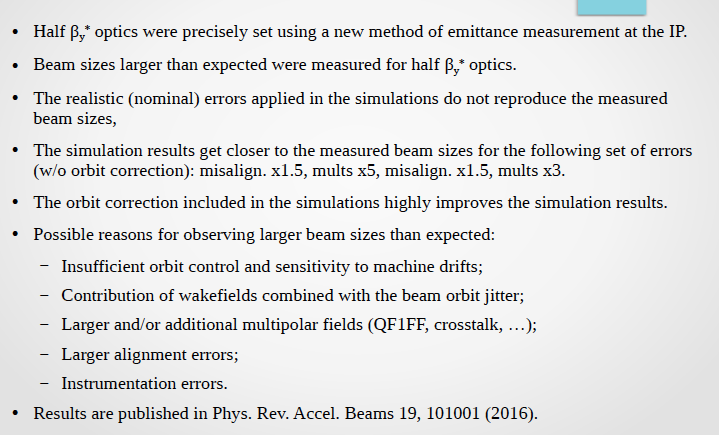 • Half βy* optics were precisely set using a new method of emittance measurement at the IP.
• Beam sizes larger than expected were measured for half βy* optics.
• The realistic (nominal) errors applied in the simulations do not reproduce the measured
beam sizes,
• The simulation results get closer to the measured beam sizes for the following set of errors
(w/o orbit correction): misalign. x1.5, mults x5, misalign. x1.5, mults x3.
• The orbit correction included in the simulations highly improves the simulation results.
• Possible reasons for observing larger beam sizes than expected:
– Insufficient orbit control and sensitivity to machine drifts;
– Contribution of wakefields combined with the beam orbit jitter;
– Larger and/or additional multipolar fields (QF1FF, crosstalk, …);
– Larger alignment errors;
– Instrumentation errors.
• Results are published in Phys. Rev. Accel. Beams 19, 101001 (2016).